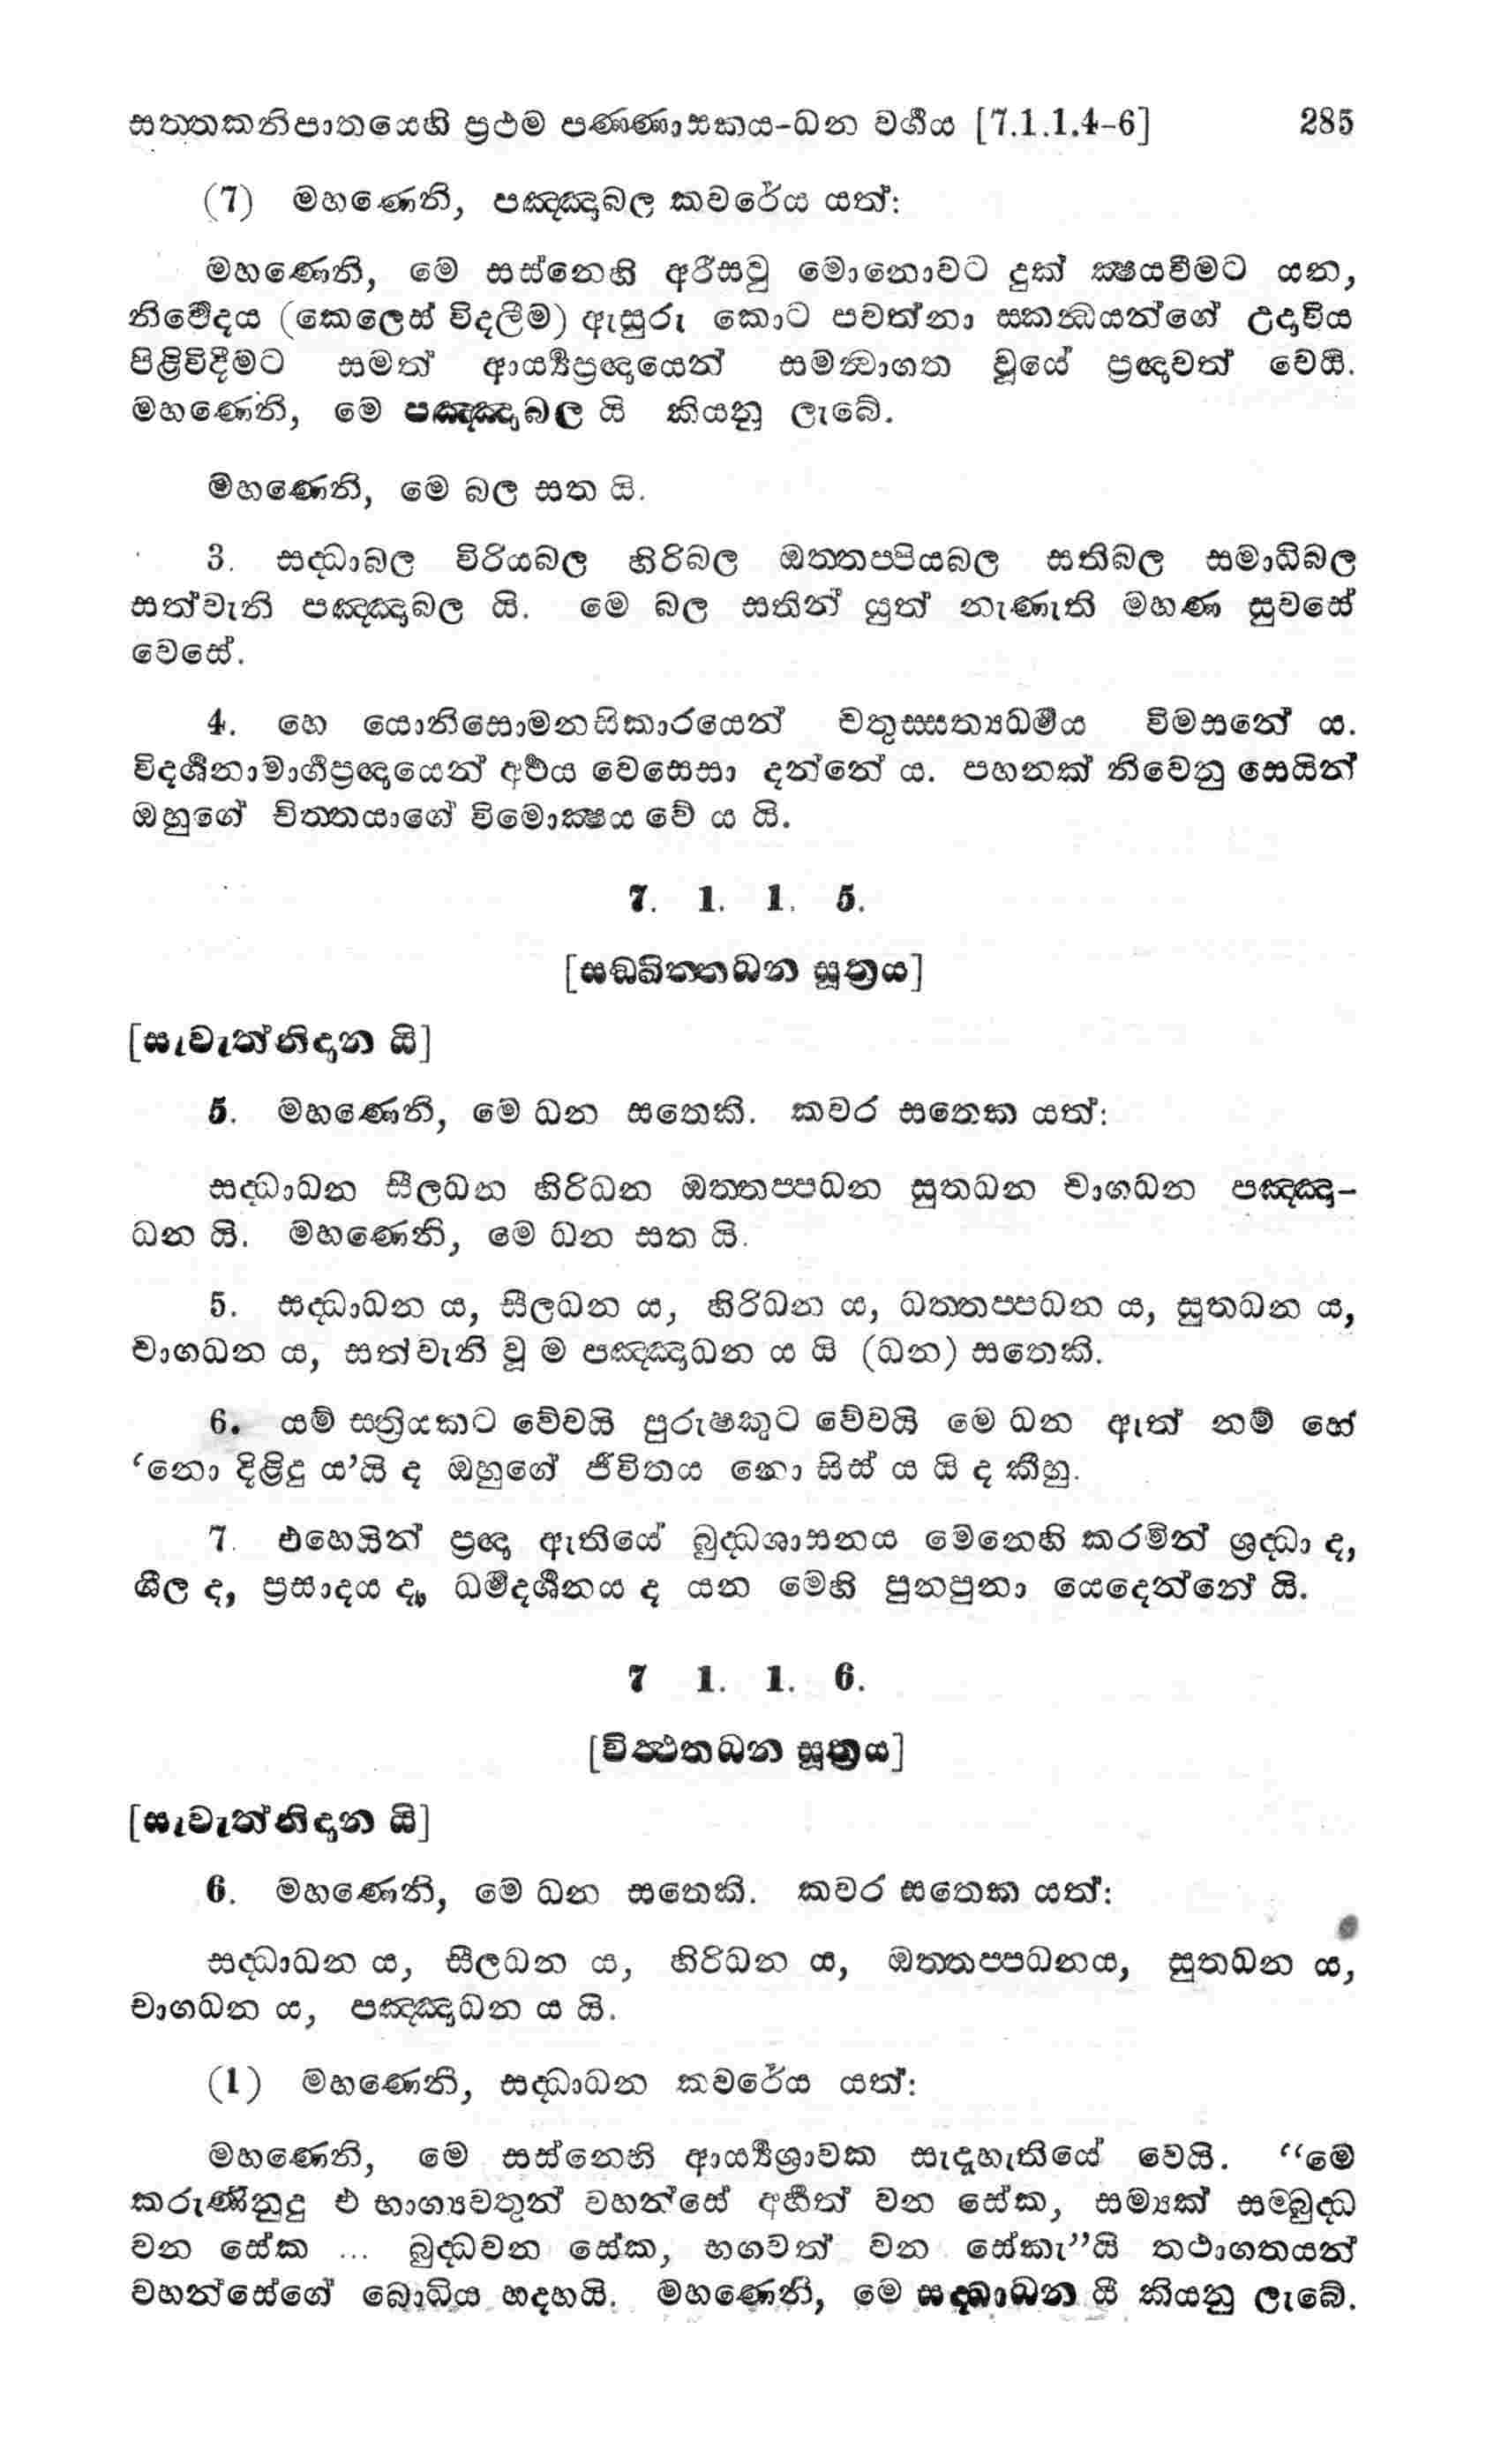 සත්තකනිපාතයෙහි ප්‍රථම පණ්ණාසකය-ධන වර්ගය [7.1.1.4-6] 285
(7) මහණෙනි, පඤ්ඤාබල කවරේය යත්:
මහණෙනි, මෙ සස්නෙහි අරීසවු මොනොවට දුක් ක්‍ෂයවීමට යන,
නිර්වේදය (කෙලෙස් විදලීම) ඇසුරු කොට පවත්නා ස්කන්‍ධයන්ගේ උදාව්‍ය
පිළිවිදීමට සමත් ආර්‍ය්‍යප්‍රඥායෙන් සමන්‍වාගත වූයේ ප්‍රඥාවත් වෙයි.
මහණෙනි, මෙ පඤ්ඤාබල යි කියනු ලැබේ.
මහණෙනි, මෙ බල සත යි.
3. සද්ධාබල විරියබල හිරිබල ඔත්තප්පියබල සතිබල සමාධිබල
සත්වැනි පඤ්ඤාබල යි. මෙ බල සතින් යුත් නැණැති මහණ සුවසේ
වෙසේ.
4. හෙ යොනිසොමනසිකාරයෙන් චතුස්සත්‍යධර්මය විමසනේ ය.
විදර්ශනාමාර්ගප්‍රඥායෙන් අර්ථය වෙසෙසා දන්නේ ය. පහනක් නිවෙනු සෙයින්
ඔහුගේ චිත්තයාගේ විමොක්‍ෂය වේ ය යි.
7. 1. 1. 5.
[සඞ්ඛිත්තධන සූත්‍රය]
[සැවැත්නිදාන යි]
5. මහණෙනි, මෙ ධන සතෙකි. කවර සතෙක යත්:
සද්ධාධන සීලධන හිරිධන ඔත්තප්පධන සුතධන චාගධන පඤ්ඤා-
ධන යි. මහණෙනි, මෙ ධන සත යි.
5. සද්ධාධන ය, සීලධන ය, හිරිධන ය, ඔත්තප්පධන ය, සුතධන ය,
චාගධන ය, සත්වැනි වූ ම පඤ්ඤාධන ය යි (ධන) සතෙකි.
6. යම් ස්ත්‍රියකට වේවයි පුරුෂකුට වේවයි මෙ ධන ඇත් නම් හේ
‘නො දිළිඳු ය’යි ද ඔහුගේ ජීවිතය නො සිස් ය යි ද කීහු.
7. එහෙයින් ප්‍රඥා ඇතියේ බුද්ධශාසනය මෙනෙහි කරමින් ශ්‍රද්ධා ද,
ශීල ද, ප්‍රසාදය ද, ධර්මදර්ශනය ද යන මෙහි පුනපුනා යෙදෙන්නේ යි.
7 1. 1. 6.
[විත්‍ථතධන සූත්‍රය]
[සැවැත්නිදාන යි]
6. මහණෙනි, මෙ ධන සතෙකි. කවර සතෙක යත්:
සද්ධාධන ය, සීලධන ය, හිරිධන ය, ඔත්තප්පධනය, සුතධන ය,
චාගධන ය, පඤ්ඤාධන ය යි.
(1) මහණෙනි, සද්ධාධන කවරේය යත්:
මහණෙනි, මෙ සස්නෙහි ආර්‍ය්‍යශ්‍රාවක සැදැහැතියේ වෙයි. “මේ
කරුණිනුදු එ භාග්‍යවතුන් වහන්සේ අර්හත් වන සේක, සම්‍යක් සම්බුද්ධ
වන සේක ... බුද්ධවන සේක, භගවත් වන සේකැ”යි තථාගතයන්
වහන්සේගේ බොධිය හදහයි. මහණෙනි, මෙ සද්ධාධන යී කියනු ලැබේ.